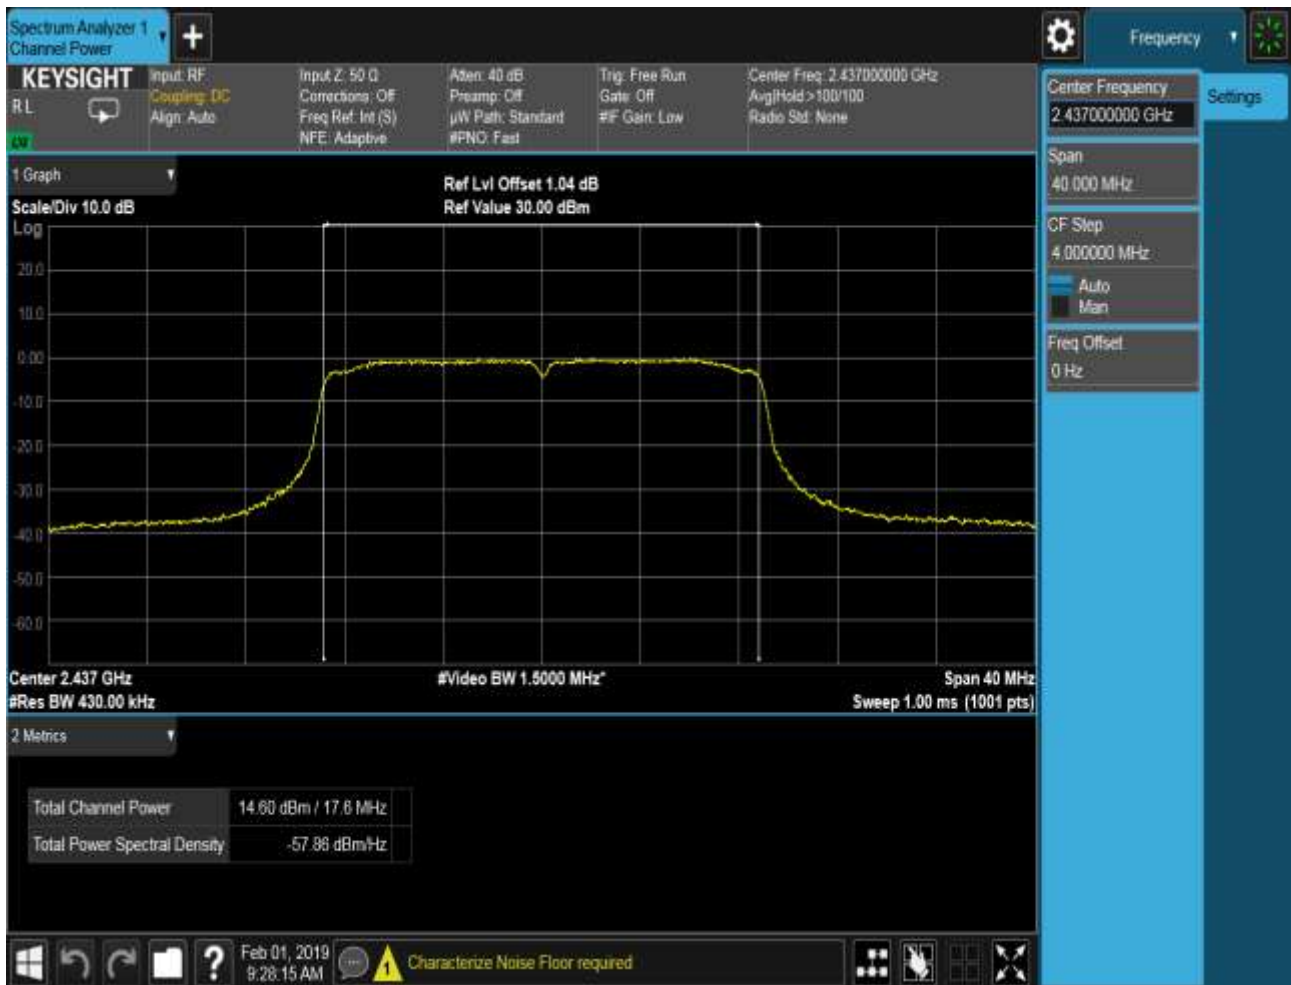 Spectrum Analyzer 1
Channel Power
Frequency
KEYSIGHT
R L
Input: RF
Coupling: DC
Align: Auto
Input Z: 50 Ω
Corrections: Off
Freq Ref: Int (S)
NFE: Adaptive
Atten: 40 dB
Preamp: Off
µW Path: Standard
#PNO: Fast
Trig: Free Run
Gate: Off
#IF Gain: Low
Center Freq: 2.437000000 GHz
Avg|Hold >100/100
Radio Std: None
Center Frequency
2.437000000 GHz
Settings
Span
40.000 MHz
CF Step
4.000000 MHz
Auto
Man
Freq Offset
0 Hz
1 Graph
Scale/Div 10.0 dB
Ref Lvl Offset 1.04 dB
Ref Value 30.00 dBm
Log
20.0
10.0
0.00
-10.0
-20.0
-30.0
-40.0
-50.0
-60.0
Center 2.437 GHz
#Res BW 430.00 kHz
#Video BW 1.5000 MHz*
Span 40 MHz
Sweep 1.00 ms (1001 pts)
2 Metrics
Total Channel Power 14.60 dBm / 17.6 MHz
Total Power Spectral Density -57.86 dBm/Hz
?
Feb 01, 2019
9:28:15 AM
1
Characterize Noise Floor required